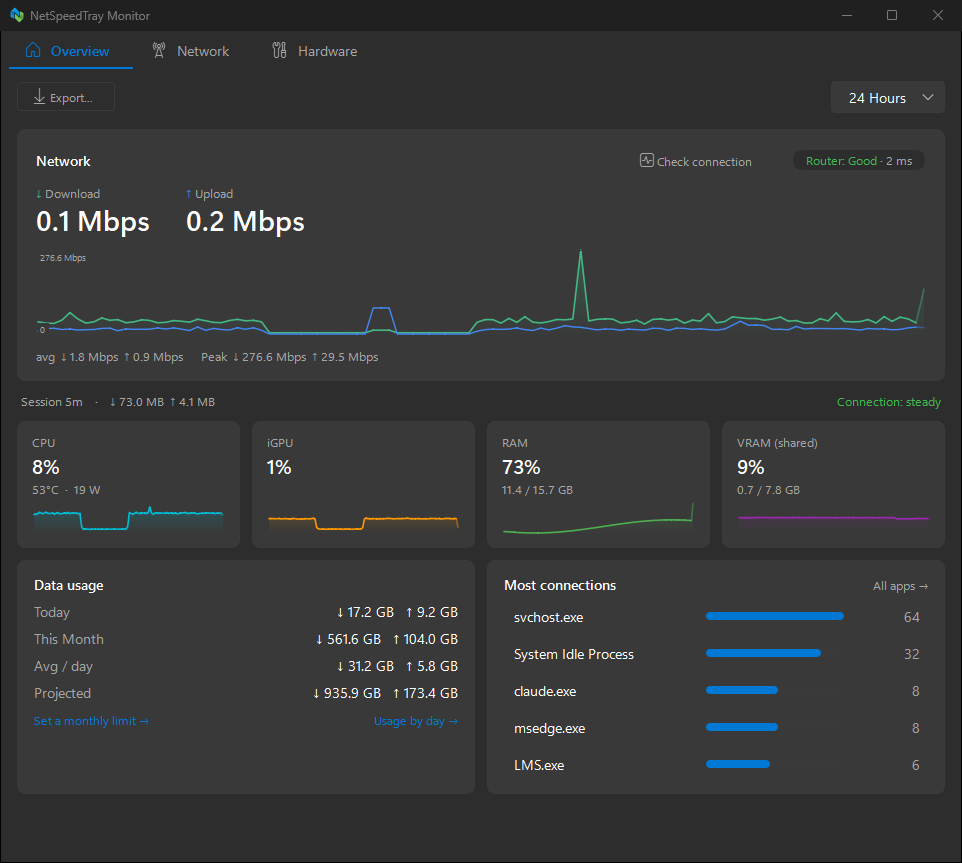 NetSpeedTray Monitor
Overview Network Hardware
Export... 24 Hours
Network Check connection Router: Good · 2 ms
↓ Download ↑ Upload
0.1 Mbps 0.2 Mbps
276.6 Mbps
0
avg ↓ 1.8 Mbps ↑ 0.9 Mbps Peak ↓ 276.6 Mbps ↑ 29.5 Mbps
Session 5m · ↓ 73.0 MB ↑ 4.1 MB Connection: steady
CPU iGPU RAM VRAM (shared)
8% 1% 73% 9%
53°C · 19 W 11.4 / 15.7 GB 0.7 / 7.8 GB
Data usage
Today ↓ 17.2 GB ↑ 9.2 GB
This Month ↓ 561.6 GB ↑ 104.0 GB
Avg / day ↓ 31.2 GB ↑ 5.8 GB
Projected ↓ 935.9 GB ↑ 173.4 GB
Set a monthly limit → Usage by day →
Most connections All apps →
svchost.exe 64
System Idle Process 32
claude.exe 8
msedge.exe 8
LMS.exe 6